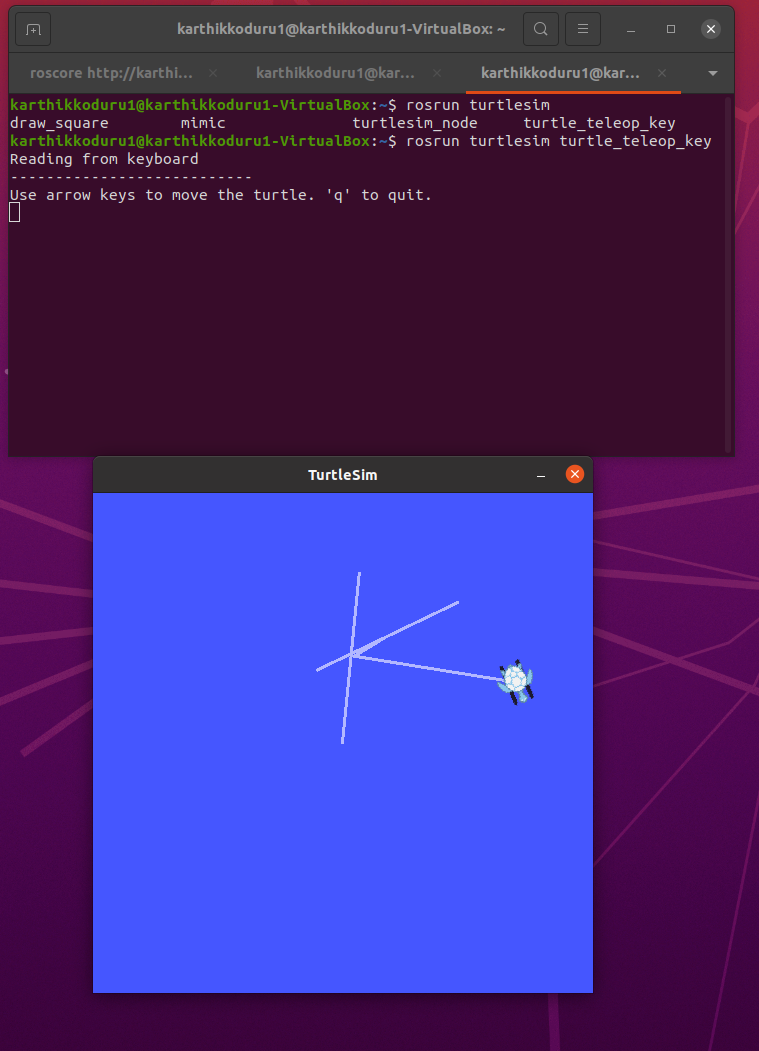 karthikkoduru1@karthikkoduru1-VirtualBox: ~
roscore http://karthi... × karthikkoduru1@kar... × karthikkoduru1@kar... ×
karthikkoduru1@karthikkoduru1-VirtualBox:~$ rosrun turtlesim
draw_square mimic turtlesim_node turtle_teleop_key
karthikkoduru1@karthikkoduru1-VirtualBox:~$ rosrun turtlesim turtle_teleop_key
Reading from keyboard
---------------------------
Use arrow keys to move the turtle. 'q' to quit.
TurtleSim